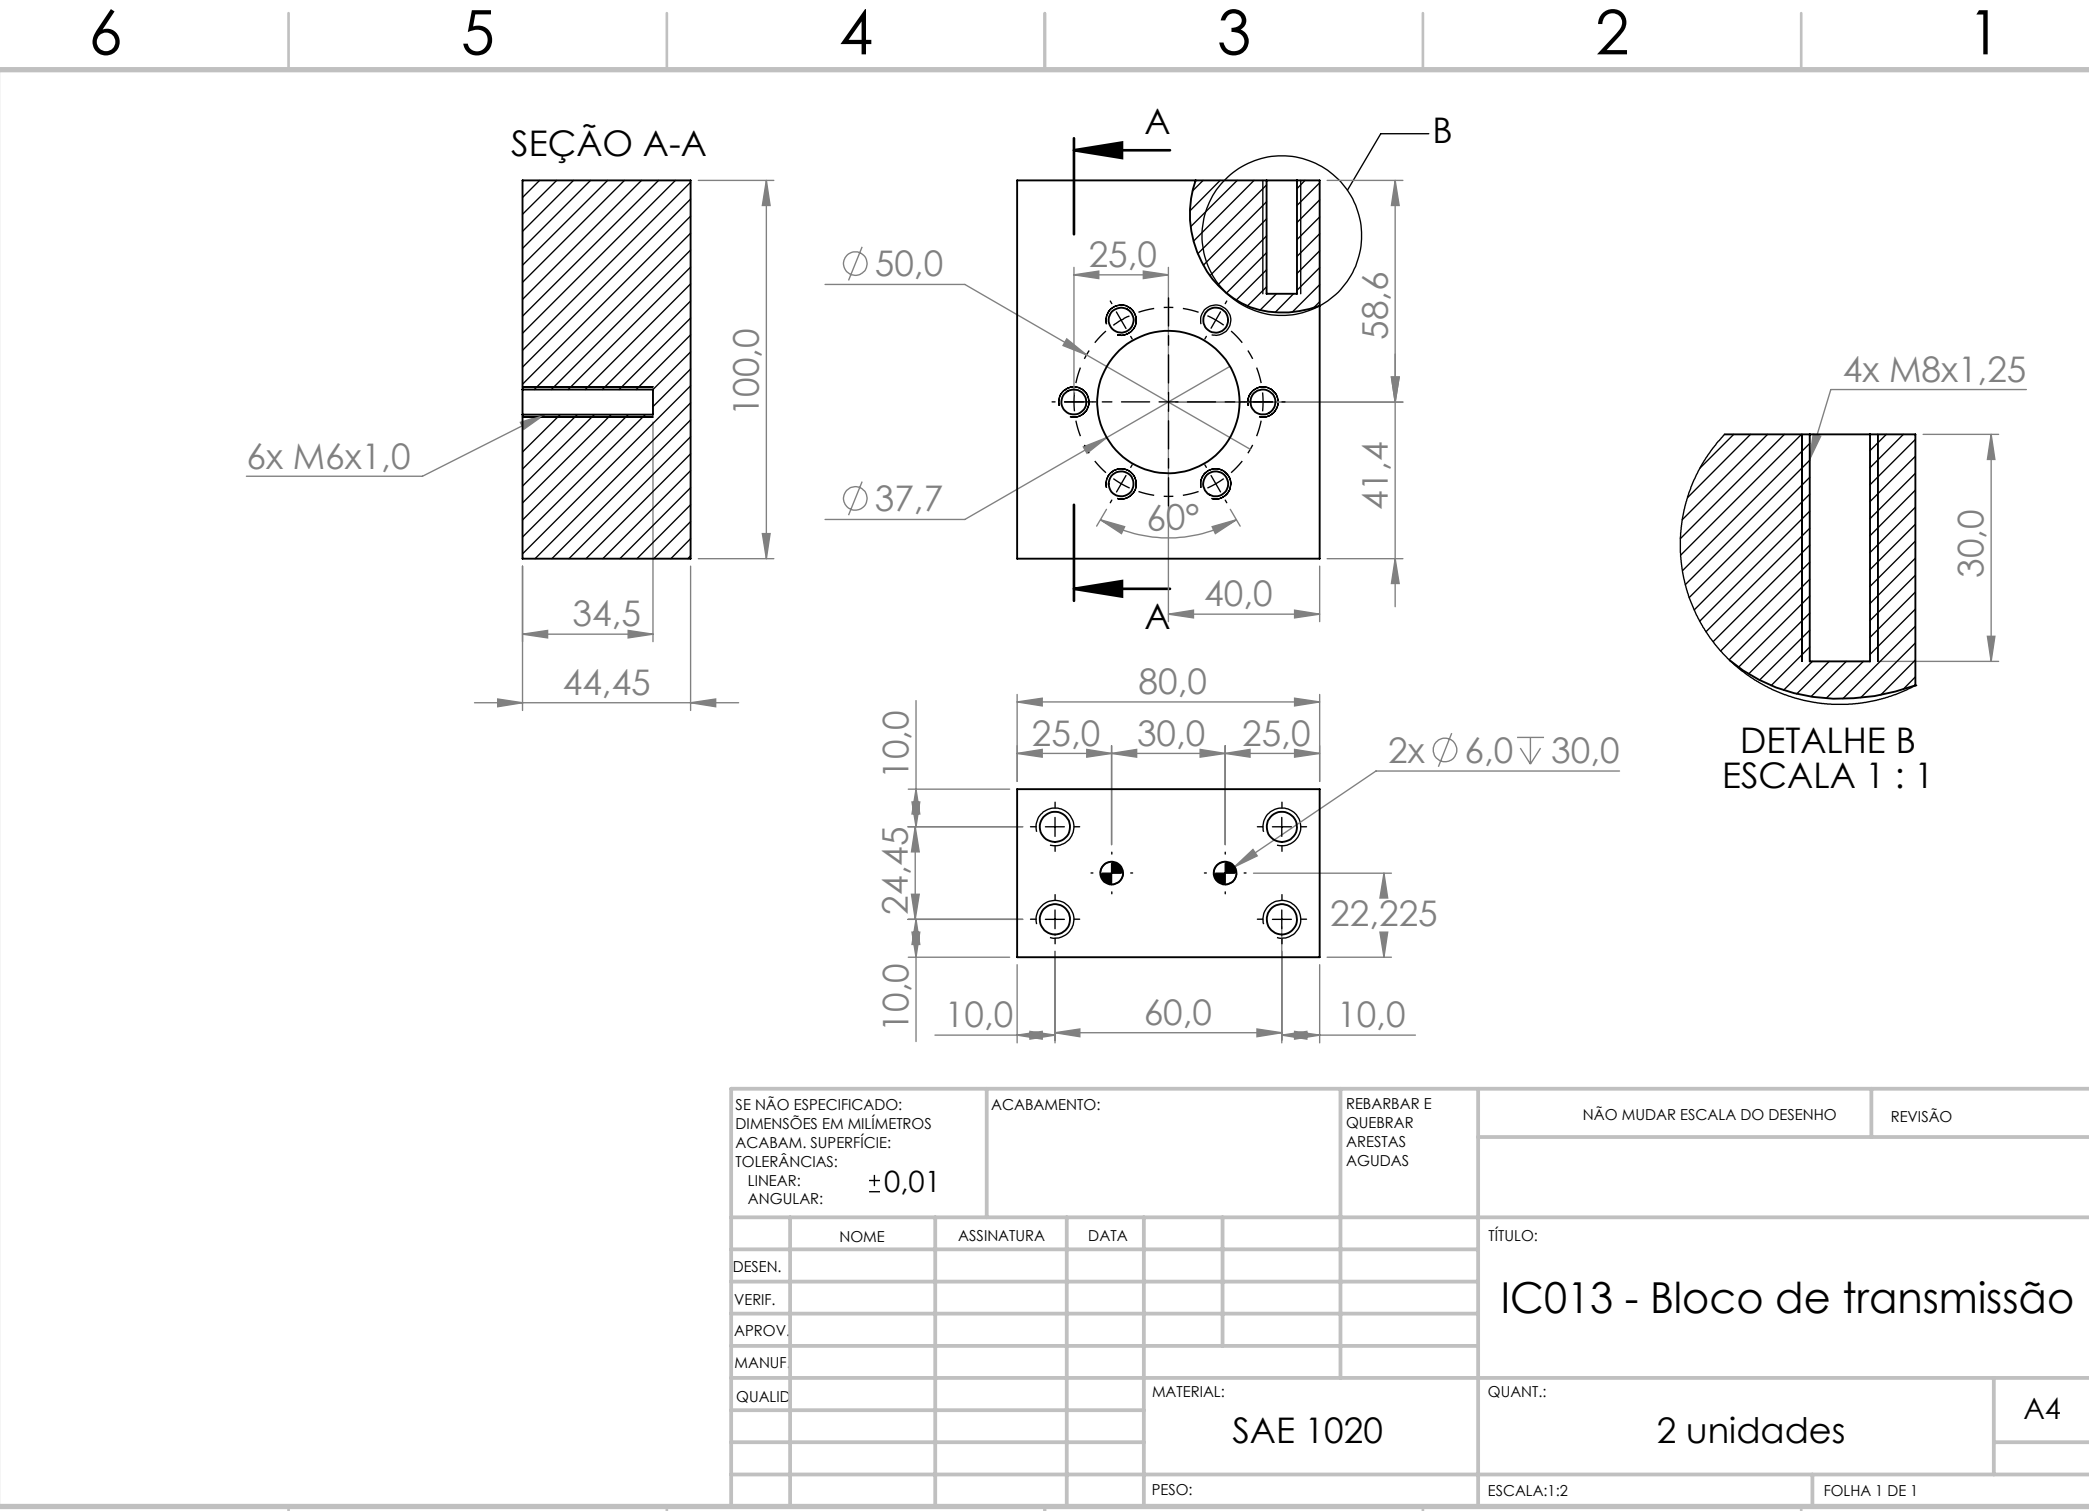 6 5 4 3 2 1
SEÇÃO A-A
A
B
100,0
6x M6x1,0
34,5
44,45
∅50,0
25,0
58,6
∅37,7
60°
41,4
40,0
A
4x M8x1,25
30,0
DETALHE B
ESCALA 1 : 1
80,0
25,0 30,0 25,0
10,0
2x ∅6,0 ↧ 30,0
24,45
22,225
10,0
10,0 60,0 10,0
SE NÃO ESPECIFICADO:
DIMENSÕES EM MILÍMETROS
ACABAM. SUPERFÍCIE:
TOLERÂNCIAS:
LINEAR: ±0,01
ANGULAR:
ACABAMENTO:
REBARBAR E
QUEBRAR
ARESTAS
AGUDAS
NÃO MUDAR ESCALA DO DESENHO
REVISÃO
NOME ASSINATURA DATA
DESEN.
VERIF.
APROV.
MANUF.
QUALID
TÍTULO:
IC013 - Bloco de transmissão
MATERIAL:
SAE 1020
QUANT.:
2 unidades
A4
PESO:
ESCALA:1:2
FOLHA 1 DE 1